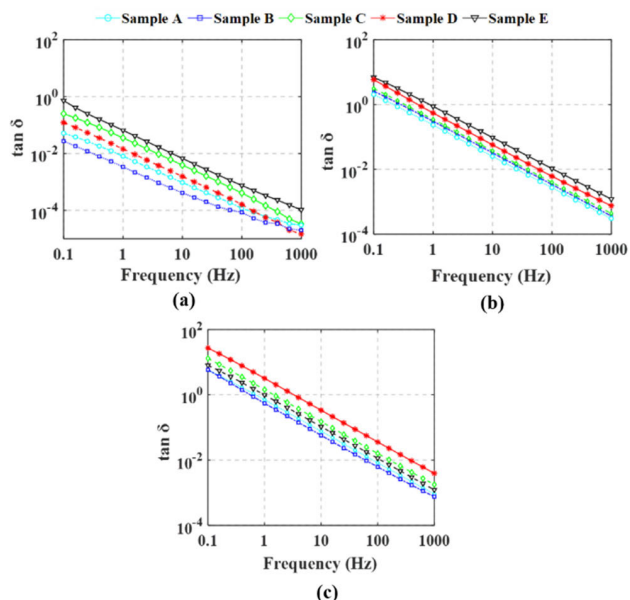 Sample A Sample B Sample C Sample D Sample E
10^2
10^0
10^-2
10^-4
tan δ
0.1 1 10 100 1000
Frequency (Hz)
(a)
10^2
10^0
10^-2
10^-4
tan δ
0.1 1 10 100 1000
Frequency (Hz)
(b)
10^2
10^0
10^-2
10^-4
tan δ
0.1 1 10 100 1000
Frequency (Hz)
(c)